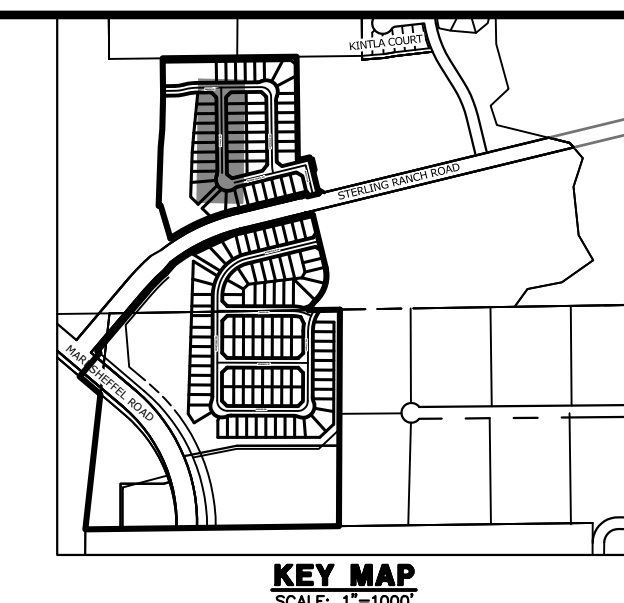 KINTLA COURT
STERLING RANCH ROAD
MARKSHEFFEL ROAD
KEY MAP
SCALE: 1"=1000'